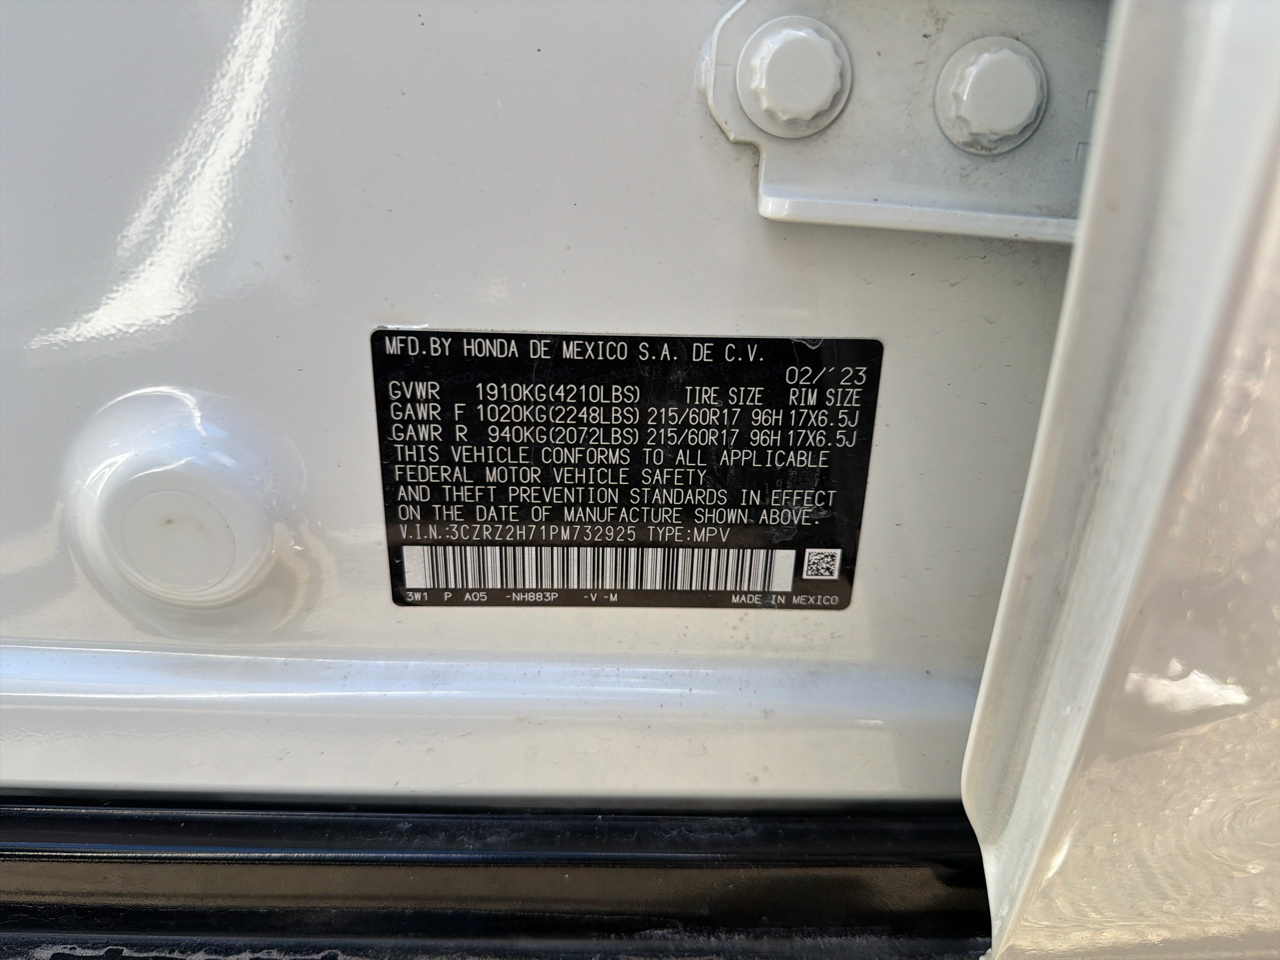 MFD.BY HONDA DE MEXICO S.A. DE C.V.
02/´23
GVWR 1910KG(4210LBS) TIRE SIZE RIM SIZE
GAWR F 1020KG(2248LBS) 215/60R17 96H 17X6.5J
GAWR R 940KG(2072LBS) 215/60R17 96H 17X6.5J
THIS VEHICLE CONFORMS TO ALL APPLICABLE
FEDERAL MOTOR VEHICLE SAFETY
AND THEFT PREVENTION STANDARDS IN EFFECT
ON THE DATE OF MANUFACTURE SHOWN ABOVE.
V.I.N.:3CZRZ2H71PM732925 TYPE:MPV
3W1 P A05 -NH883P -V -M MADE IN MEXICO